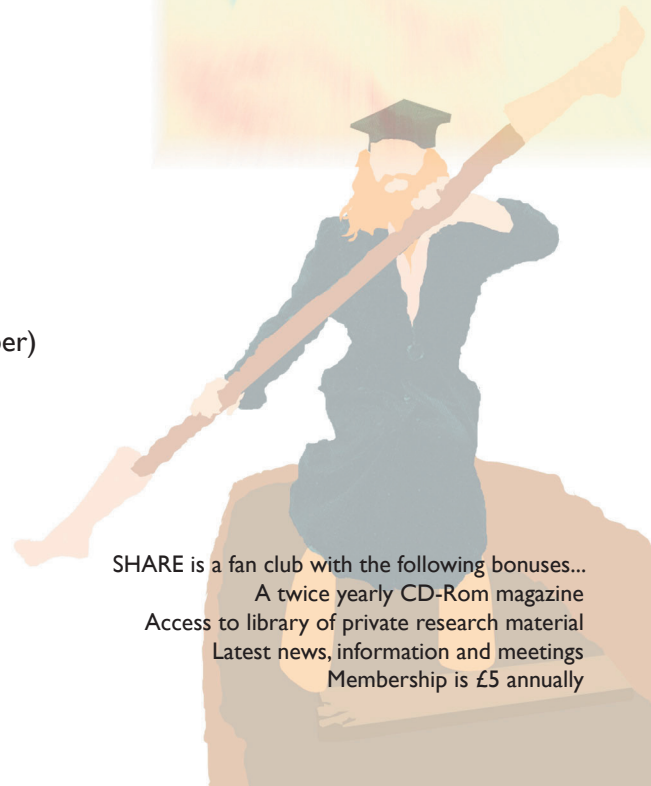 er)
SHARE is a fan club with the following bonuses...
A twice yearly CD-Rom magazine
Access to library of private research material
Latest news, information and meetings
Membership is £5 annually